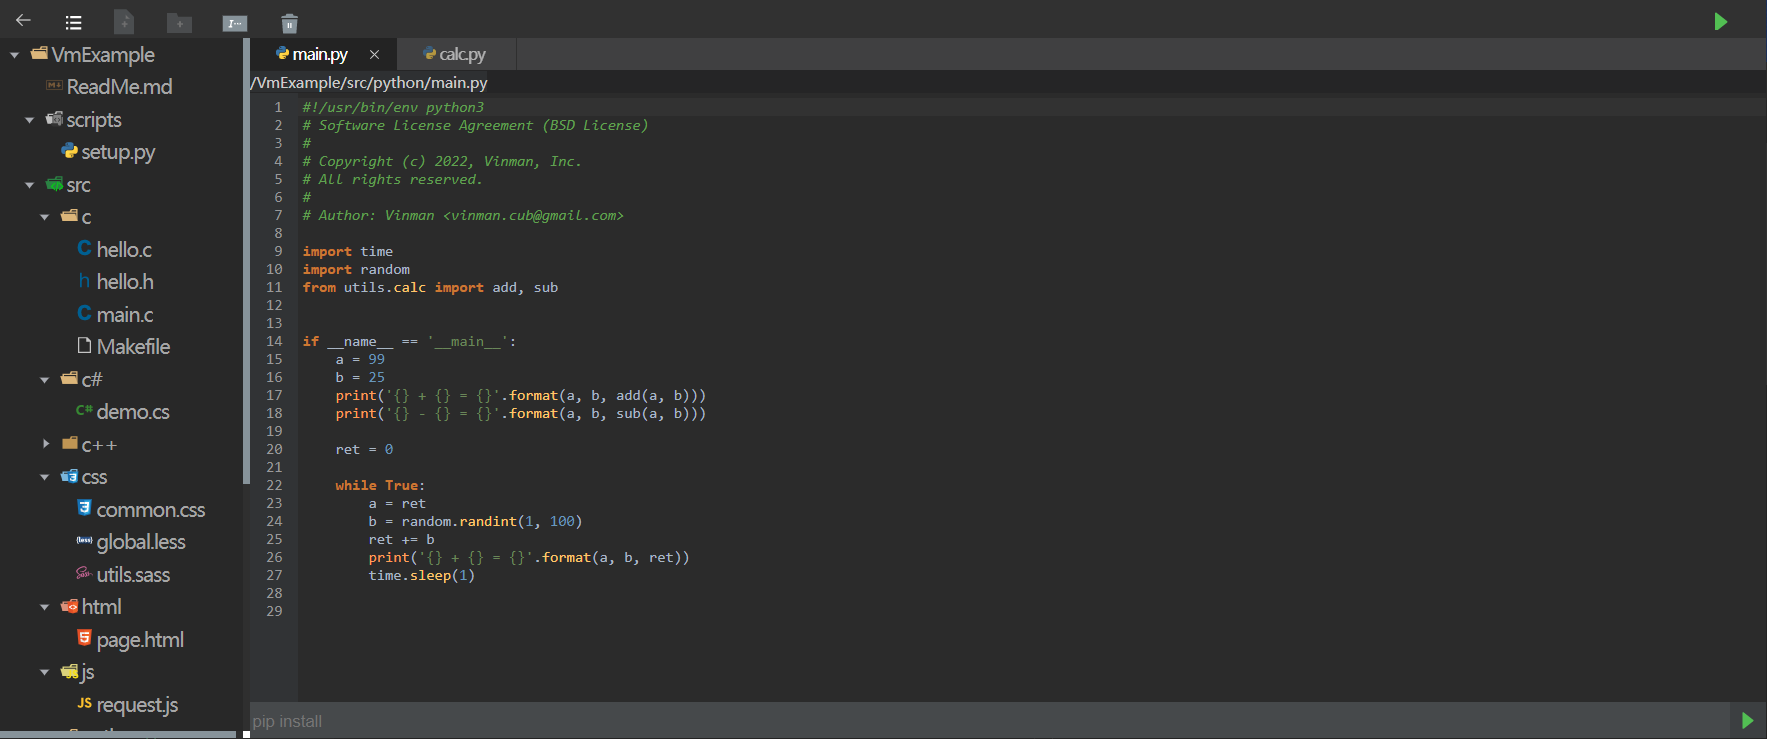 VmExample
ReadMe.md
scripts
setup.py
src
c
hello.c
hello.h
main.c
Makefile
c#
demo.cs
c++
css
common.css
global.less
utils.sass
html
page.html
js
JS request.js
main.py × calc.py
/VmExample/src/python/main.py
1 #!/usr/bin/env python3
2 # Software License Agreement (BSD License)
3 #
4 # Copyright (c) 2022, Vinman, Inc.
5 # All rights reserved.
6 #
7 # Author: Vinman <vinman.cub@gmail.com>
8
9 import time
10 import random
11 from utils.calc import add, sub
12
13
14 if __name__ == '__main__':
15     a = 99
16     b = 25
17     print('{} + {} = {}'.format(a, b, add(a, b)))
18     print('{} - {} = {}'.format(a, b, sub(a, b)))
19
20     ret = 0
21
22     while True:
23         a = ret
24         b = random.randint(1, 100)
25         ret += b
26         print('{} + {} = {}'.format(a, b, ret))
27         time.sleep(1)
28
29
pip install